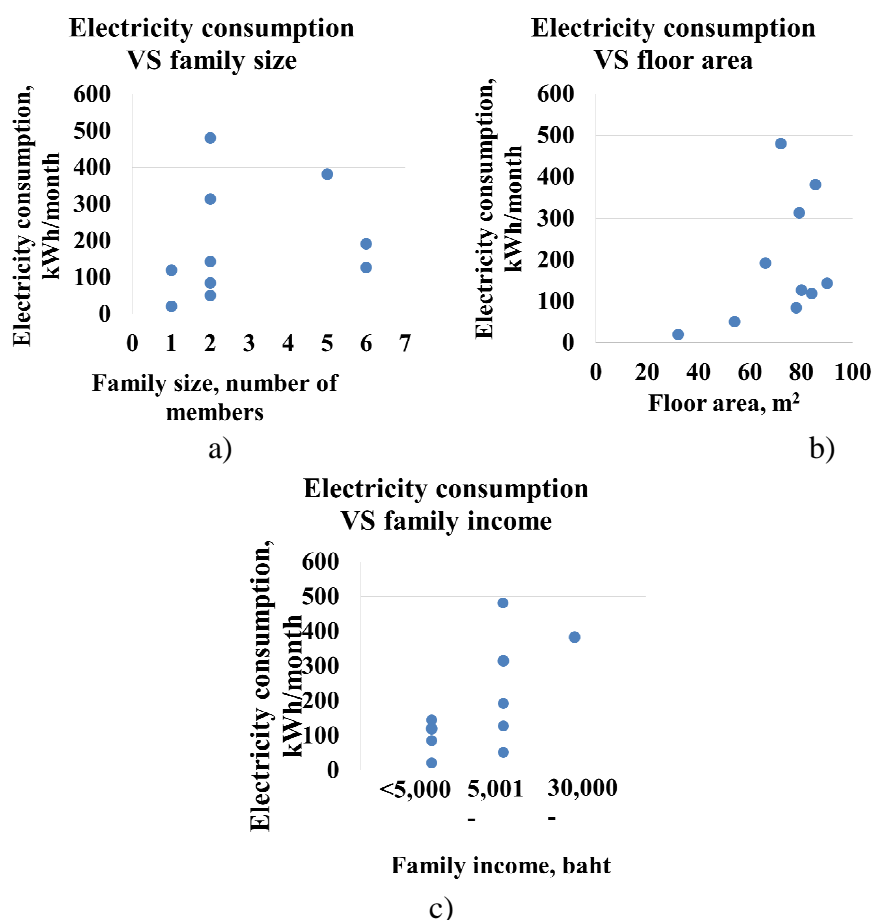 Electricity consumption
VS family size
Electricity consumption,
kWh/month
600
500
400
300
200
100
0
0 1 2 3 4 5 6 7
Family size, number of
members
a)
Electricity consumption
VS floor area
Electricity consumption,
kWh/month
600
500
400
300
200
100
0
0 20 40 60 80 100
Floor area, m²
b)
Electricity consumption
VS family income
Electricity consumption,
kWh/month
600
500
400
300
200
100
0
<5,000 5,001 30,000
- -
Family income, baht
c)